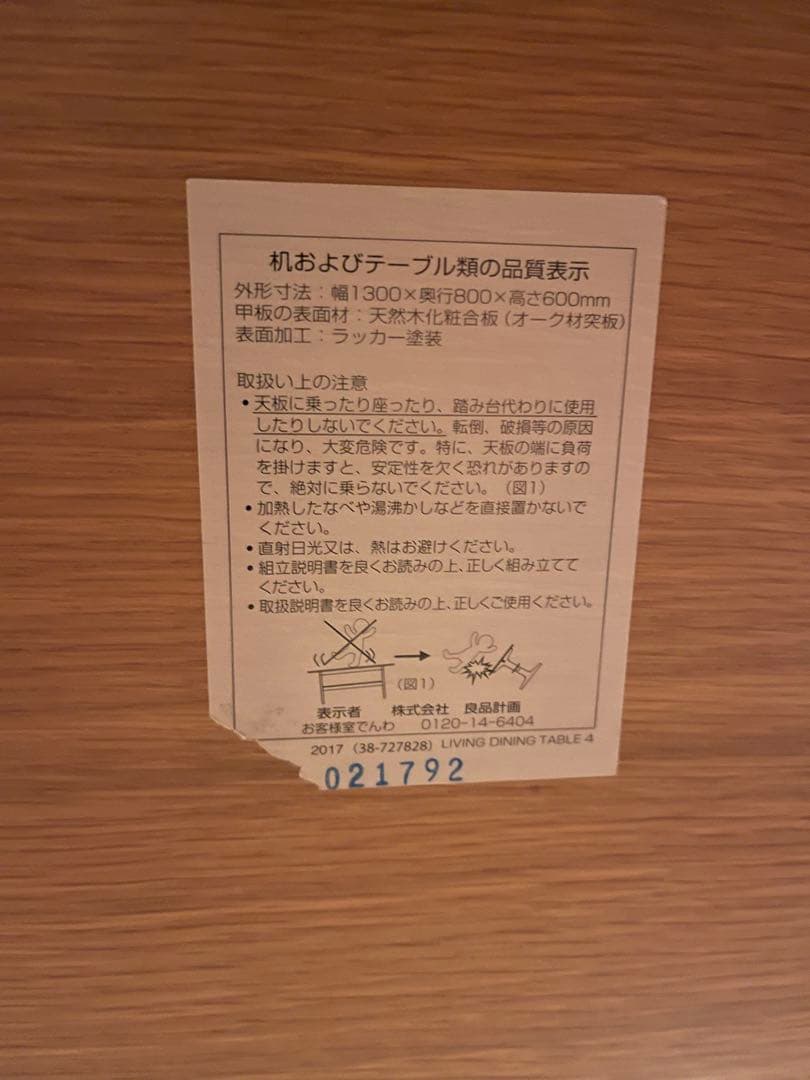 机およびテーブル類の品質表示
外形寸法：幅1300×奥行800×高さ600mm
甲板の表面材：天然木化粧合板（オーク材突板）
表面加工：ラッカー塗装
取扱い上の注意
•天板に乗ったり座ったり、踏み台代わりに使用
したりしないでください。転倒、破損等の原因
になり、大変危険です。特に、天板の端に負荷
を掛けますと、安定性を欠く恐れがありますの
で、絶対に乗らないでください。（図1）
•加熱したなべや湯沸かしなどを直接置かないで
ください。
•直射日光又は、熱はお避けください。
•組立説明書を良くお読みの上、正しく組み立てて
ください。
•取扱説明書を良くお読みの上、正しくご使用ください。
（図1）
表示者　株式会社　良品計画
お客様室でんわ　0120-14-6404
2017（38-727828）LIVING DINING TABLE 4
021792